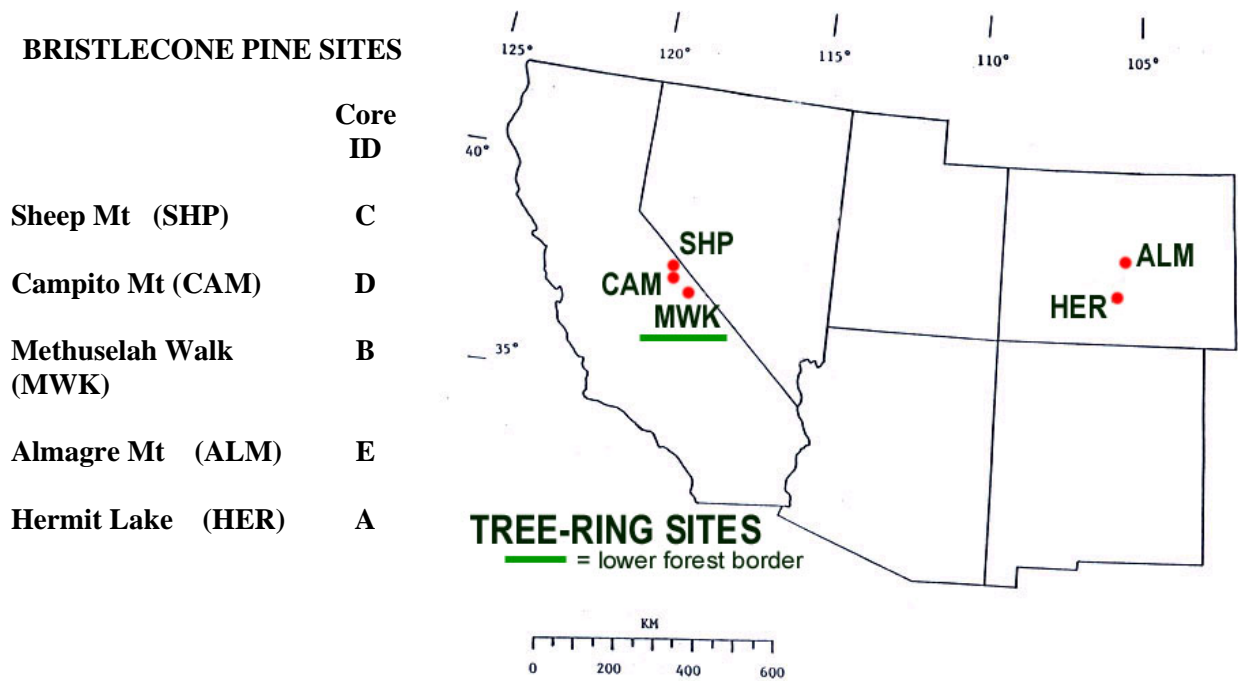 BRISTLECONE PINE SITES
Core
ID
Sheep Mt (SHP) C
Campito Mt (CAM) D
Methuselah Walk B
(MWK)
Almagre Mt (ALM) E
Hermit Lake (HER) A
125° 120° 115° 110° 105°
40°
35°
SHP
CAM
MWK
ALM
HER
TREE-RING SITES
= lower forest border
KM
0 200 400 600